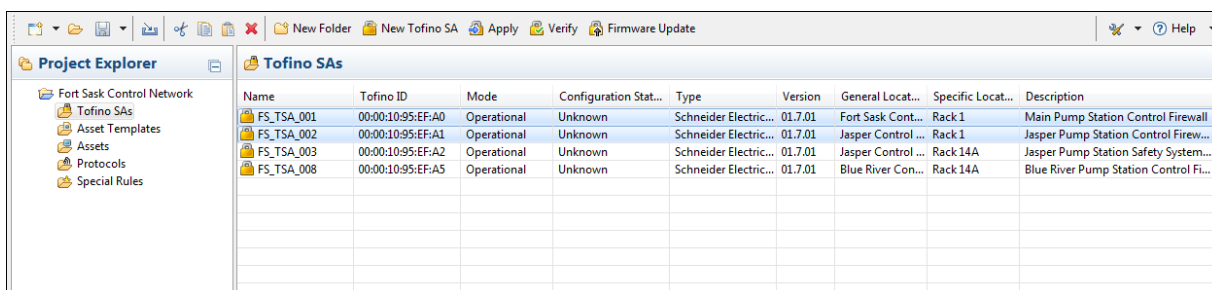 New Folder New Tofino SA Apply Verify Firmware Update Help
Project Explorer
Fort Sask Control Network
Tofino SAs
Asset Templates
Assets
Protocols
Special Rules
Tofino SAs
Name Tofino ID Mode Configuration Stat... Type Version General Locat... Specific Locat... Description
FS_TSA_001 00:00:10:95:EF:A0 Operational Unknown Schneider Electric... 01.7.01 Fort Sask Cont... Rack 1 Main Pump Station Control Firewall
FS_TSA_002 00:00:10:95:EF:A1 Operational Unknown Schneider Electric... 01.7.01 Jasper Control ... Rack 1 Jasper Pump Station Control Firew...
FS_TSA_003 00:00:10:95:EF:A2 Operational Unknown Schneider Electric... 01.7.01 Jasper Control ... Rack 14A Jasper Pump Station Safety System...
FS_TSA_008 00:00:10:95:EF:A5 Operational Unknown Schneider Electric... 01.7.01 Blue River Con... Rack 14A Blue River Pump Station Control Fi...